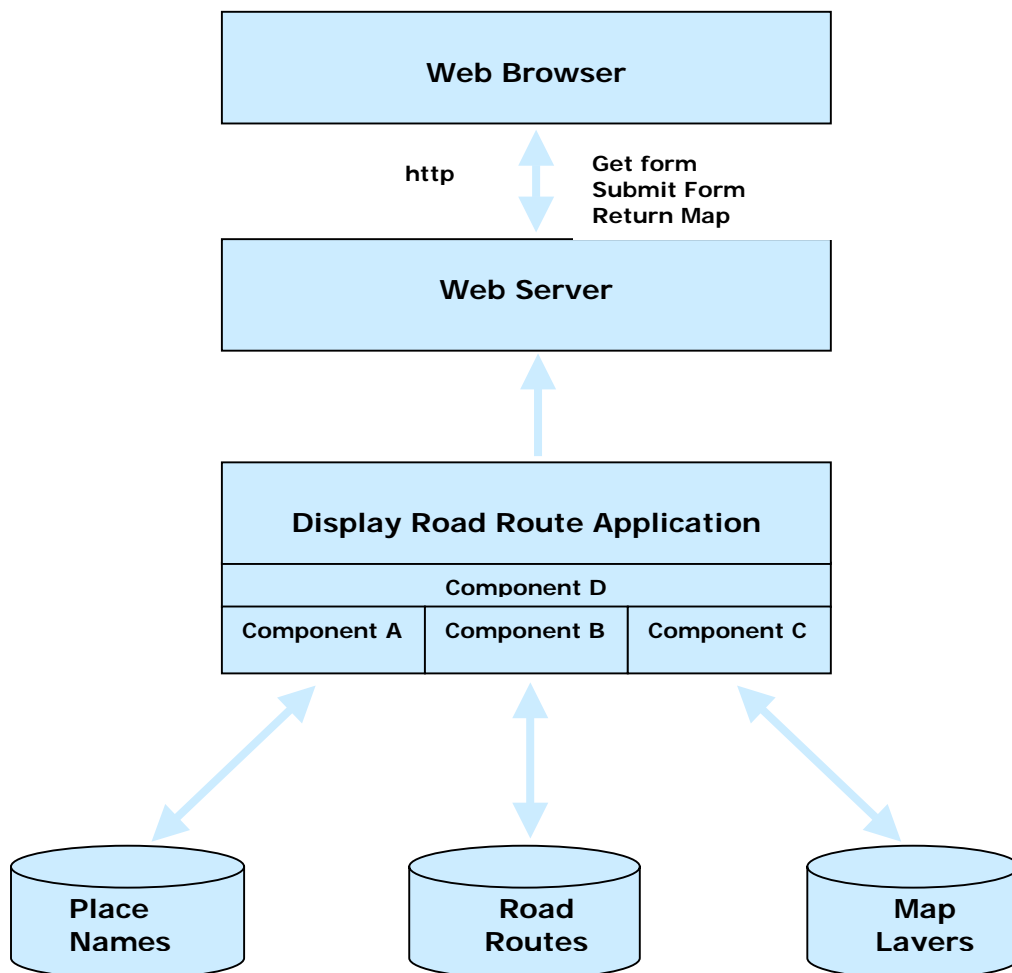 Web Browser
http
Get form
Submit Form
Return Map
Web Server
Display Road Route Application
Component D
Component A
Component B
Component C
Place
Names
Road
Routes
Map
Layers